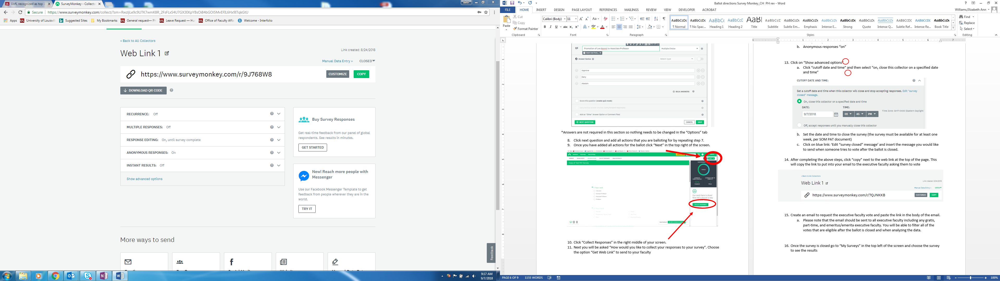 UofL recognized as top l
SurveyMonkey - Collecto
Beth
Secure
https://www.surveymonkey.com/collect/?sm=RwzIjLe9c9LITK7wmK8R_2FsFLxS4U7GX3EKpYBsOi84bGOI5MvEFIL6Hx9ITqkGtU
Apps
University of Louisvill
Suggested Sites
My Bookmarks
General request— Ph
Leave Request — Hu
Office of Faculty Affa
Welcome - Interfolio
« Back to All Collectors
Web Link 1
Link created: 8/24/2018
Manual Data Entry »
CLOSED
https://www.surveymonkey.com/r/9J768W8
CUSTOMIZE
COPY
DOWNLOAD QR CODE
RECURRENCE: Off
MULTIPLE RESPONSES: Off
RESPONSE EDITING: On, until survey complete
ANONYMOUS RESPONSES: On
INSTANT RESULTS: Off
Show advanced options
Buy Survey Responses
Get real-time feedback from our panel of global
respondents. See results in minutes.
GET STARTED
New! Reach more people with
Messenger
Use our Facebook Messenger Template to get
feedback from people wherever they are in the
world.
TRY IT
More ways to send
Feedback
9:17 AM
9/7/2018
Ballot directions Survey Monkey_CH PH rev - Word
FILE
HOME
INSERT
DESIGN
PAGE LAYOUT
REFERENCES
MAILINGS
REVIEW
VIEW
DEVELOPER
ACROBAT
Williams,Elizabeth Ann
Paste
Cut
Copy
Format Painter
Clipboard
Calibri (Body)
11
Font
Paragraph
¶ Normal
¶ No Spac...
Heading 1
Heading 2
Title
Subtitle
Subtle Em...
Emphasis
Intense E...
Strong
Quote
Intense Q...
Subtle Ref...
Intense Re...
Book Title
Styles
Find
Replace
Select
Editing
Q3
Promotion of Lee Nonml to Associate Professor
Multiple Choice
Answer Genius
Select type
Approve
Deny
Abstain
BULK ANSWERS
Score this question (enable quiz mode)
Add an "Other" Answer Option or Comment Field
NEXT QUESTION
CANCEL
SAVE
*Answers are not required in this section so nothing needs to be changed in the “Options” tab
8. Click next question and add all actions that you are balloting for by repeating step 7.
9. Once you have added all actions for the ballot click “Next” in the top right of the screen.
Copy of Test PAT Survey
10. Click “Collect Responses” in the right middle of your screen.
11. Next you will be asked “How would you like to collect your responses to your survey”. Choose
the option “Get Web Link” to send to your faculty
b. Anonymous responses “on”
13. Click on “Show advanced options”
a. Click “cutoff date and time” and then select “on, close this collector on a specified date
and time”
CUTOFF DATE AND TIME:
Set a cutoff date and time when this collector will close and stop accepting responses. Edit "survey
closed" message.
On, close this collector on a specified date and time
DATE:
TIME:
9/7/2018
02
45
PM
Time Zone: GMT-0400 (Eastern Daylight
Off, accept responses until you manually close this collector
b. Set the date and time to close the survey (the survey must be available for at least one
week, per SOM PAT document)
c. Click on blue link: ‘Edit “survey closed” message’ and insert the message you would like
to send when someone tries to vote after the ballot is closed.
14. After completing the above steps, click “copy” next to the web link at the top of the page. This
will copy the link to put into your email to the executive faculty asking them to vote
« Back to All Collectors
Web Link 1
Link created: 8/24/2018
Manual Data Entry »
OPEN
https://www.surveymonkey.com/r/7QJNKKB
CUSTOMIZE
COPY
15. Create an email to request the executive faculty vote and paste the link in the body of the email.
a. Please note that the email should be sent to all executive faculty including any gratis,
part-time, and emeritus/emerita executive faculty. You will be able to filter all of the
votes that are eligible after the ballot is closed and when analyzing the data.
16. Once the survey is closed go to “My Surveys” in the top left of the screen and choose the survey
to see the results
PAGE 6 OF 9
1155 WORDS
100%